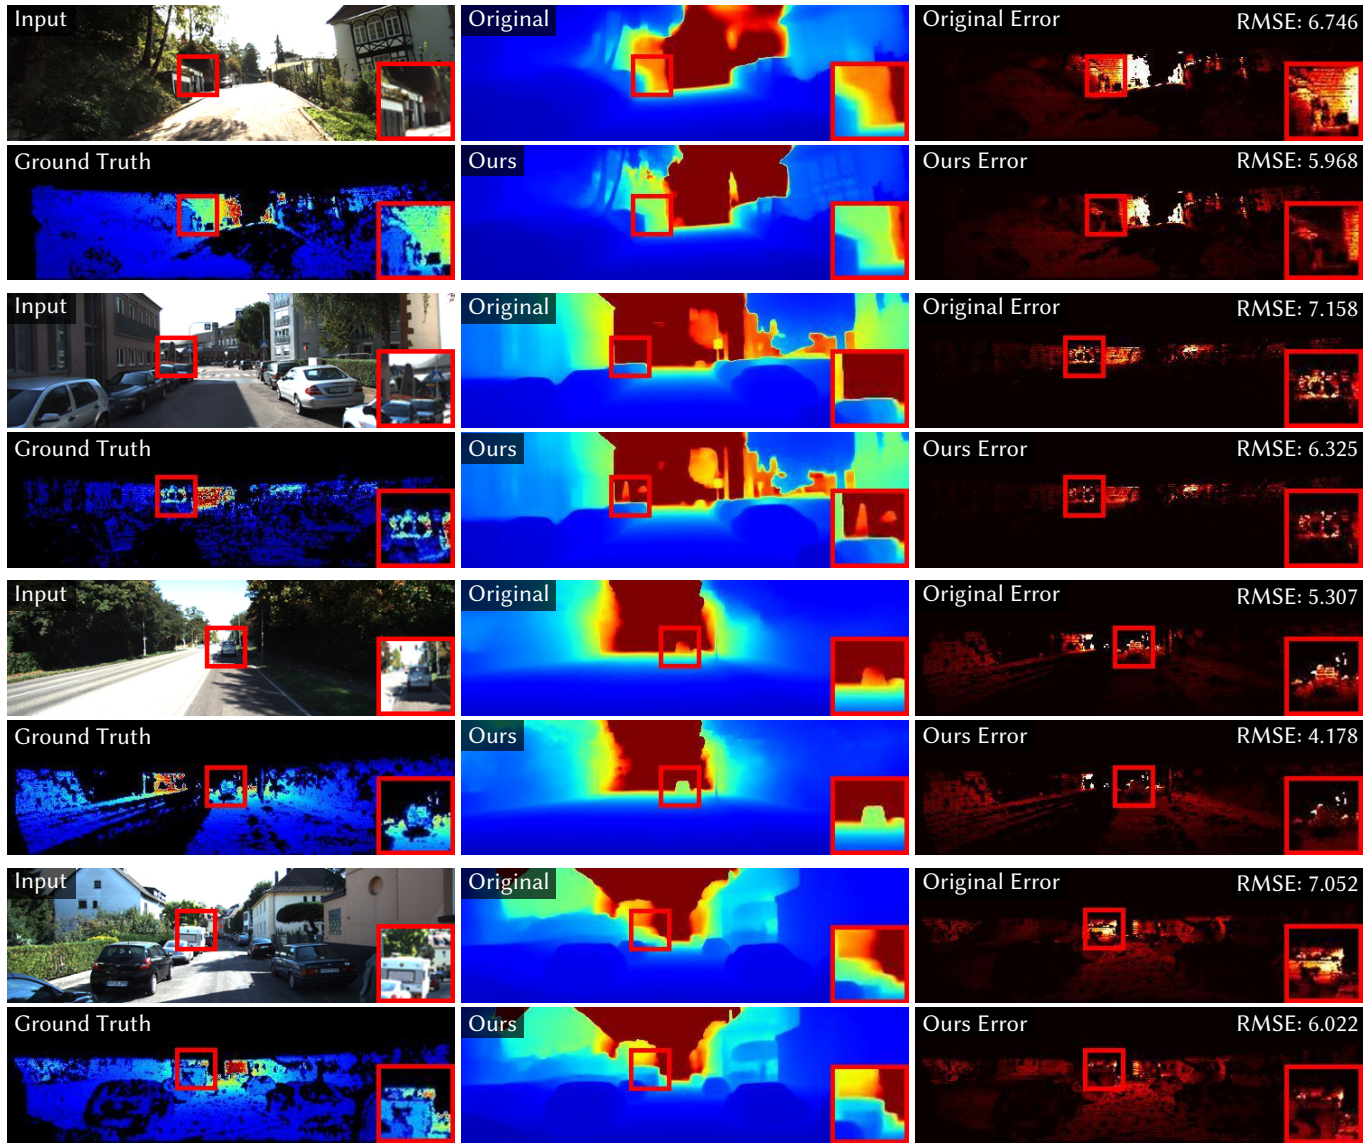 Input
Original
Original Error
RMSE: 6.746
Ground Truth
Ours
Ours Error
RMSE: 5.968
Input
Original
Original Error
RMSE: 7.158
Ground Truth
Ours
Ours Error
RMSE: 6.325
Input
Original
Original Error
RMSE: 5.307
Ground Truth
Ours
Ours Error
RMSE: 4.178
Input
Original
Original Error
RMSE: 7.052
Ground Truth
Ours
Ours Error
RMSE: 6.022